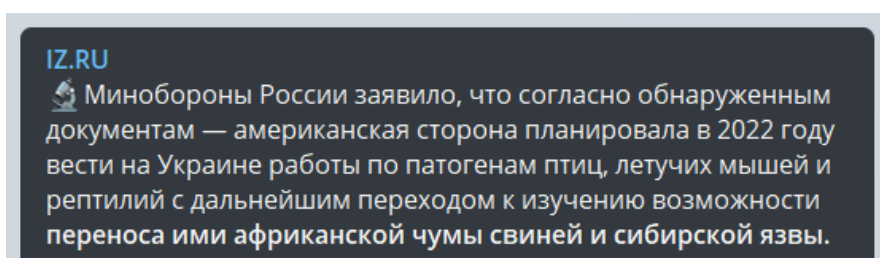 IZ.RU
🔬 Минобороны России заявило, что согласно обнаруженным
документам — американская сторона планировала в 2022 году
вести на Украине работы по патогенам птиц, летучих мышей и
рептилий с дальнейшим переходом к изучению возможности
переноса ими африканской чумы свиней и сибирской язвы.